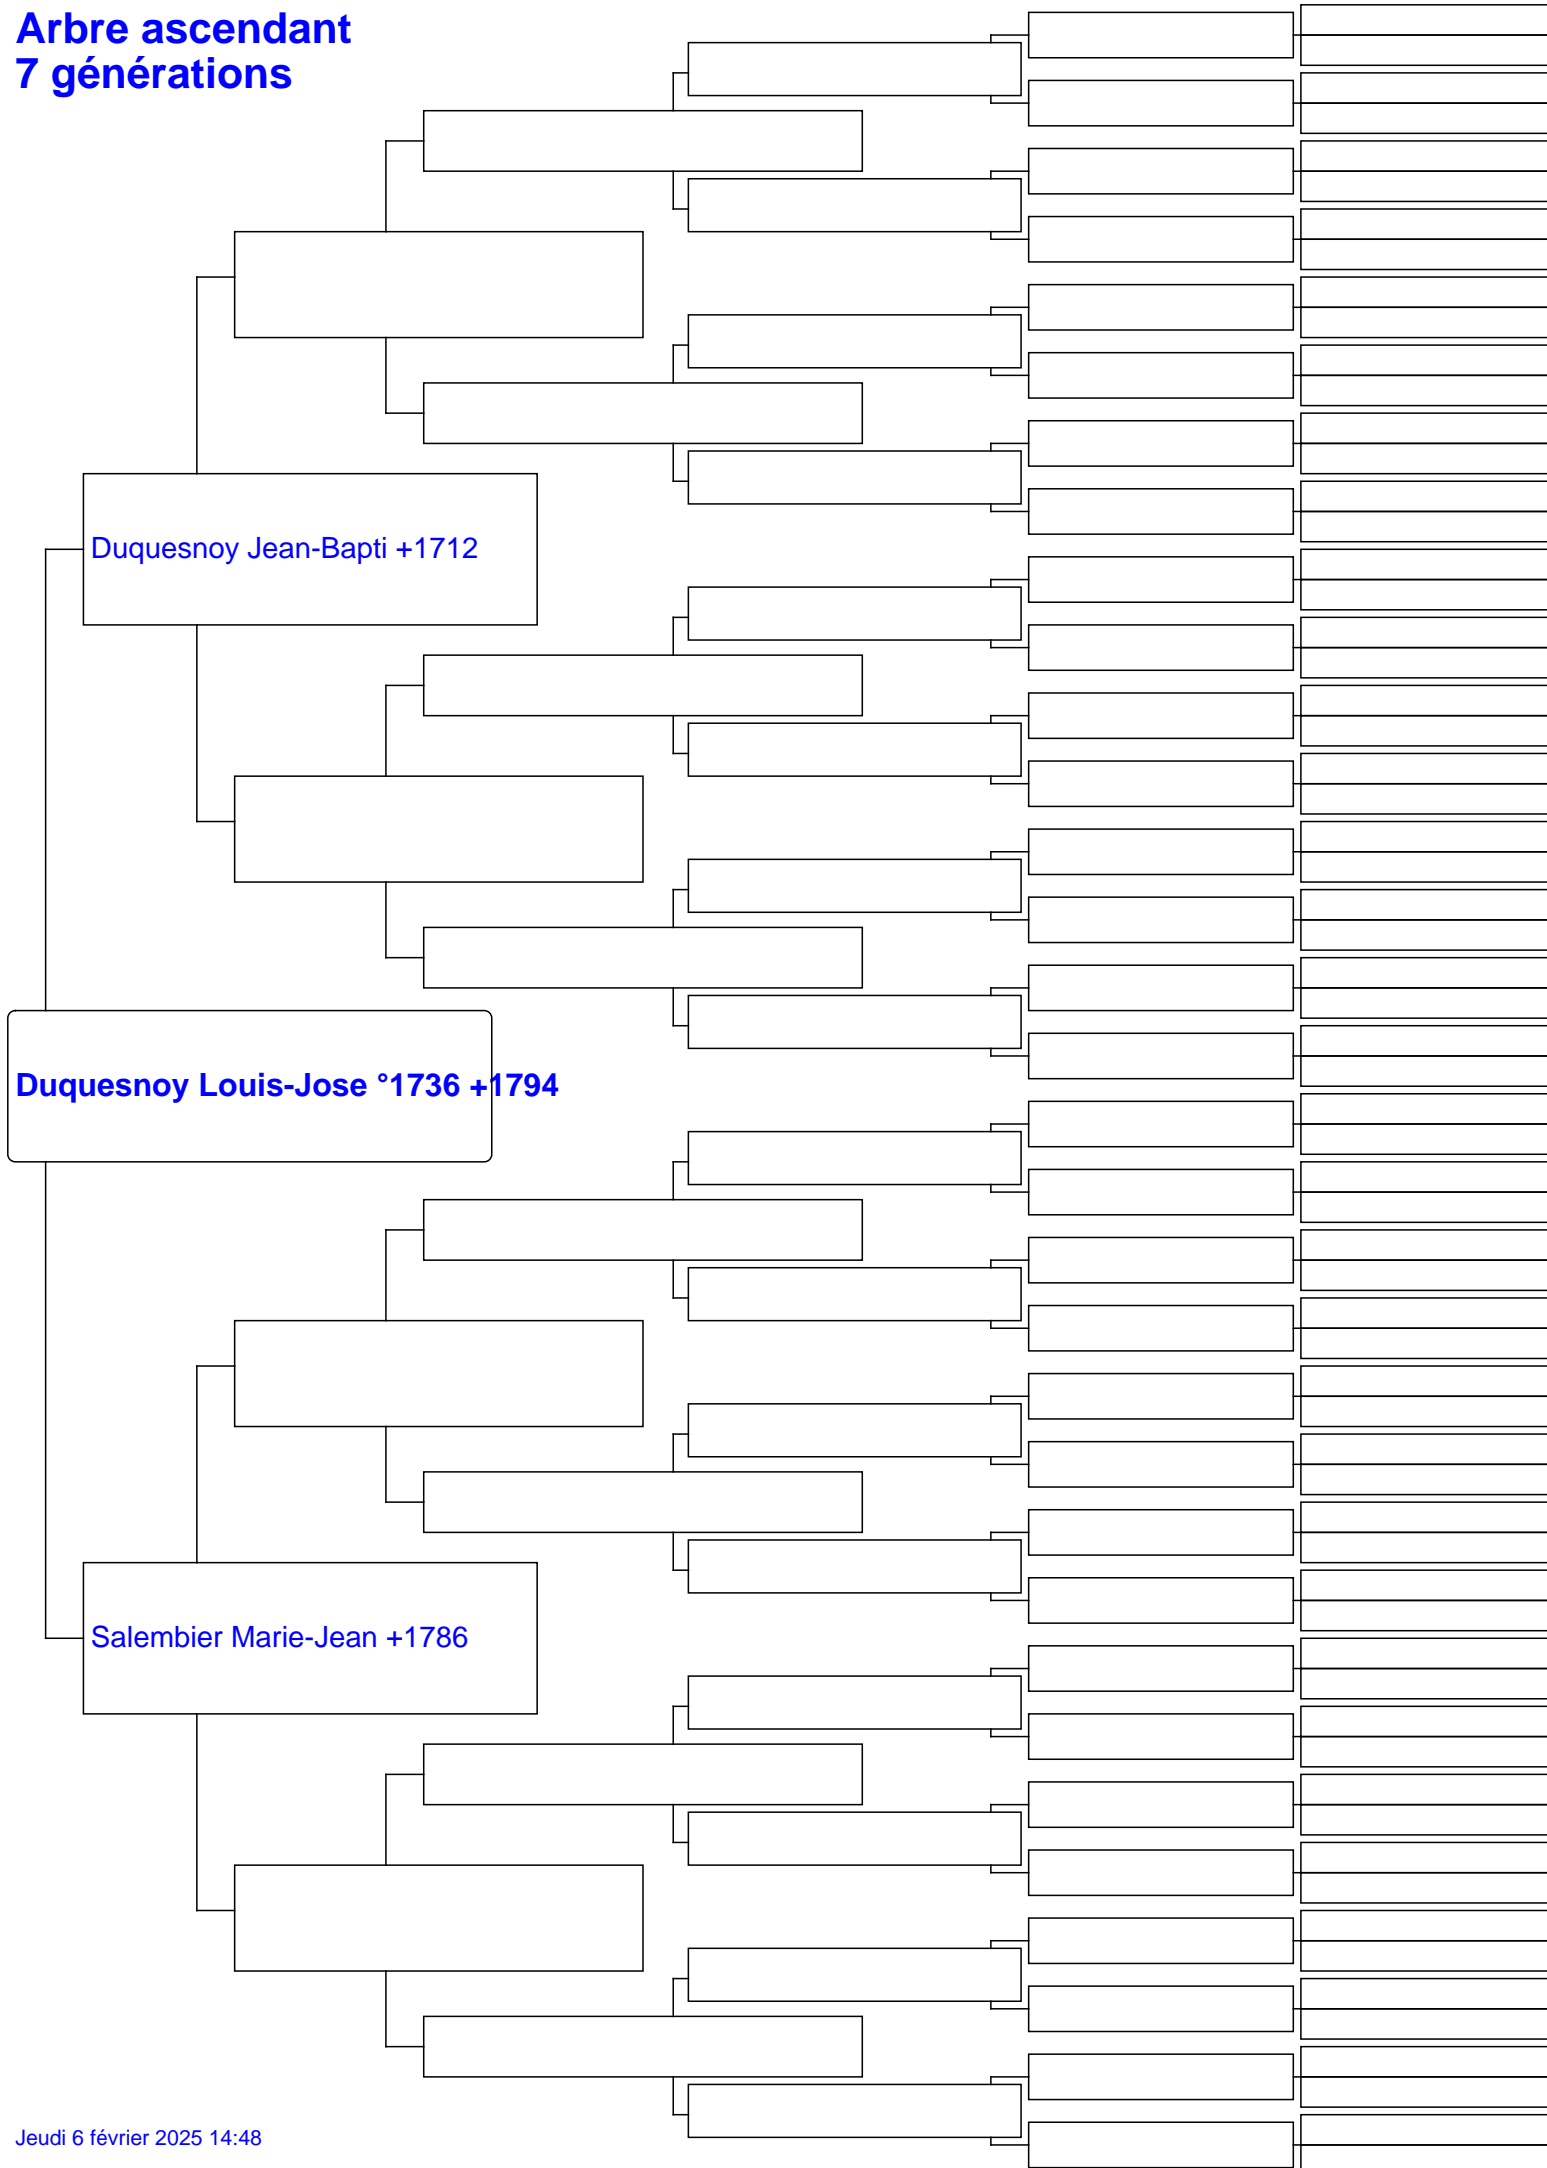 Arbre ascendant
7 générations
Duquesnoy Jean-Bapti +1712
Duquesnoy Louis-Jose °1736 +1794
Salembier Marie-Jean +1786
Jeudi 6 février 2025 14:48